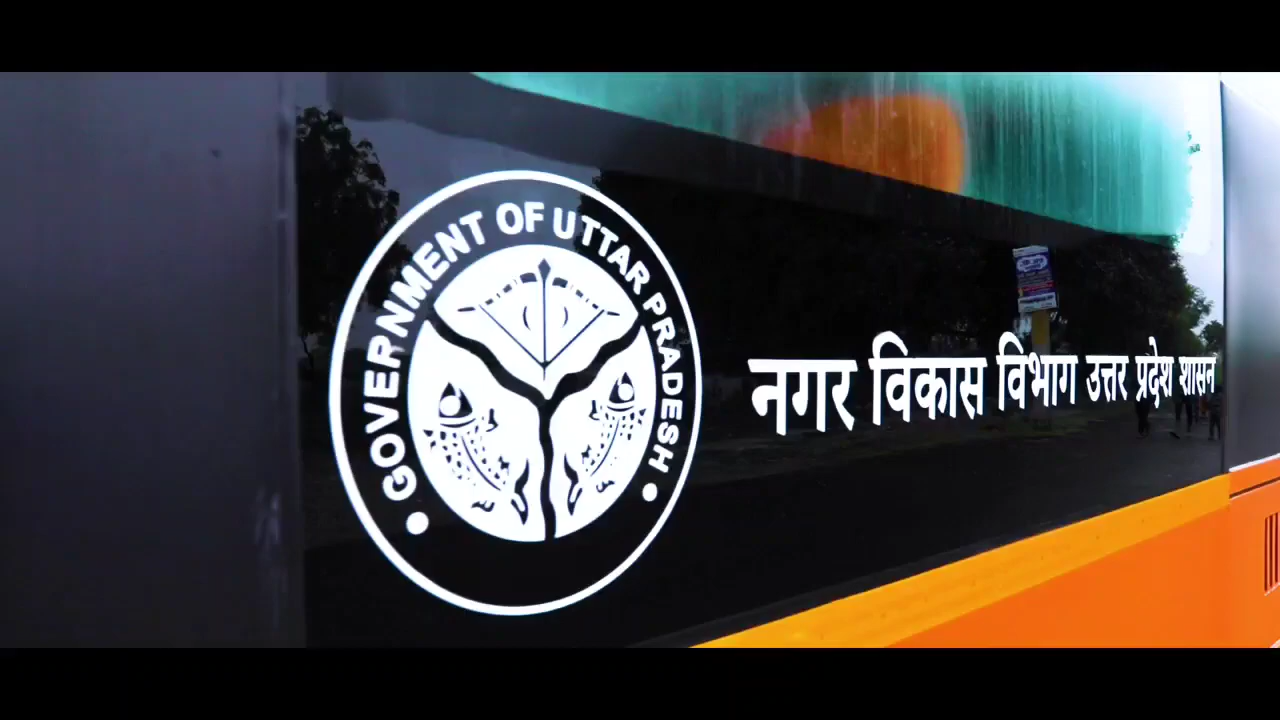 GOVERNMENT OF UTTAR PRADESH
नगर विकास विभाग उत्तर प्रदेश शासन